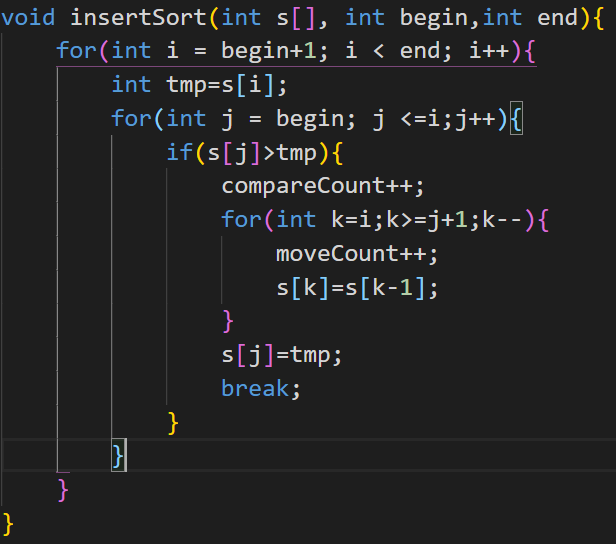 void insertSort(int s[], int begin,int end){
    for(int i = begin+1; i < end; i++){
        int tmp=s[i];
        for(int j = begin; j <=i;j++){
            if(s[j]>tmp){
                compareCount++;
                for(int k=i;k>=j+1;k--){
                    moveCount++;
                    s[k]=s[k-1];
                }
                s[j]=tmp;
                break;
            }
        }
    }
}